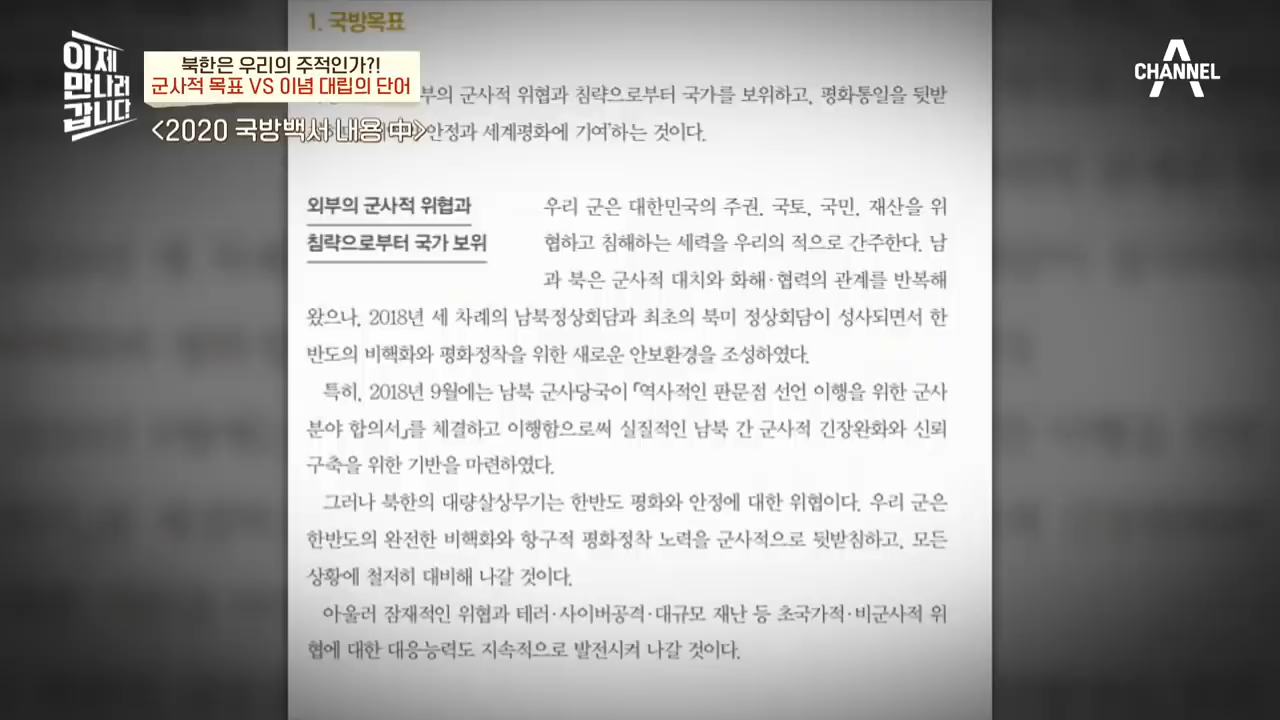 1. 국방목표
이제
만나러
갑니다
북한은 우리의 주적인가?!
군사적 목표 VS 이념 대립의 단어
<2020 국방백서 내용 中>
CHANNEL A
부의 군사적 위협과 침략으로부터 국가를 보위하고, 평화통일을 뒷받
안정과 세계평화에 기여'하는 것이다.
외부의 군사적 위협과
침략으로부터 국가 보위
우리 군은 대한민국의 주권, 국토, 국민, 재산을 위
협하고 침해하는 세력을 우리의 적으로 간주한다. 남
과 북은 군사적 대치와 화해·협력의 관계를 반복해
왔으나, 2018년 세 차례의 남북정상회담과 최초의 북미 정상회담이 성사되면서 한
반도의 비핵화와 평화정착을 위한 새로운 안보환경을 조성하였다.
특히, 2018년 9월에는 남북 군사당국이 「역사적인 판문점 선언 이행을 위한 군사
분야 합의서」를 체결하고 이행함으로써 실질적인 남북 간 군사적 긴장완화와 신뢰
구축을 위한 기반을 마련하였다.
그러나 북한의 대량살상무기는 한반도 평화와 안정에 대한 위협이다. 우리 군은
한반도의 완전한 비핵화와 항구적 평화정착 노력을 군사적으로 뒷받침하고, 모든
상황에 철저히 대비해 나갈 것이다.
아울러 잠재적인 위협과 테러·사이버공격·대규모 재난 등 초국가적·비군사적 위
협에 대한 대응능력도 지속적으로 발전시켜 나갈 것이다.